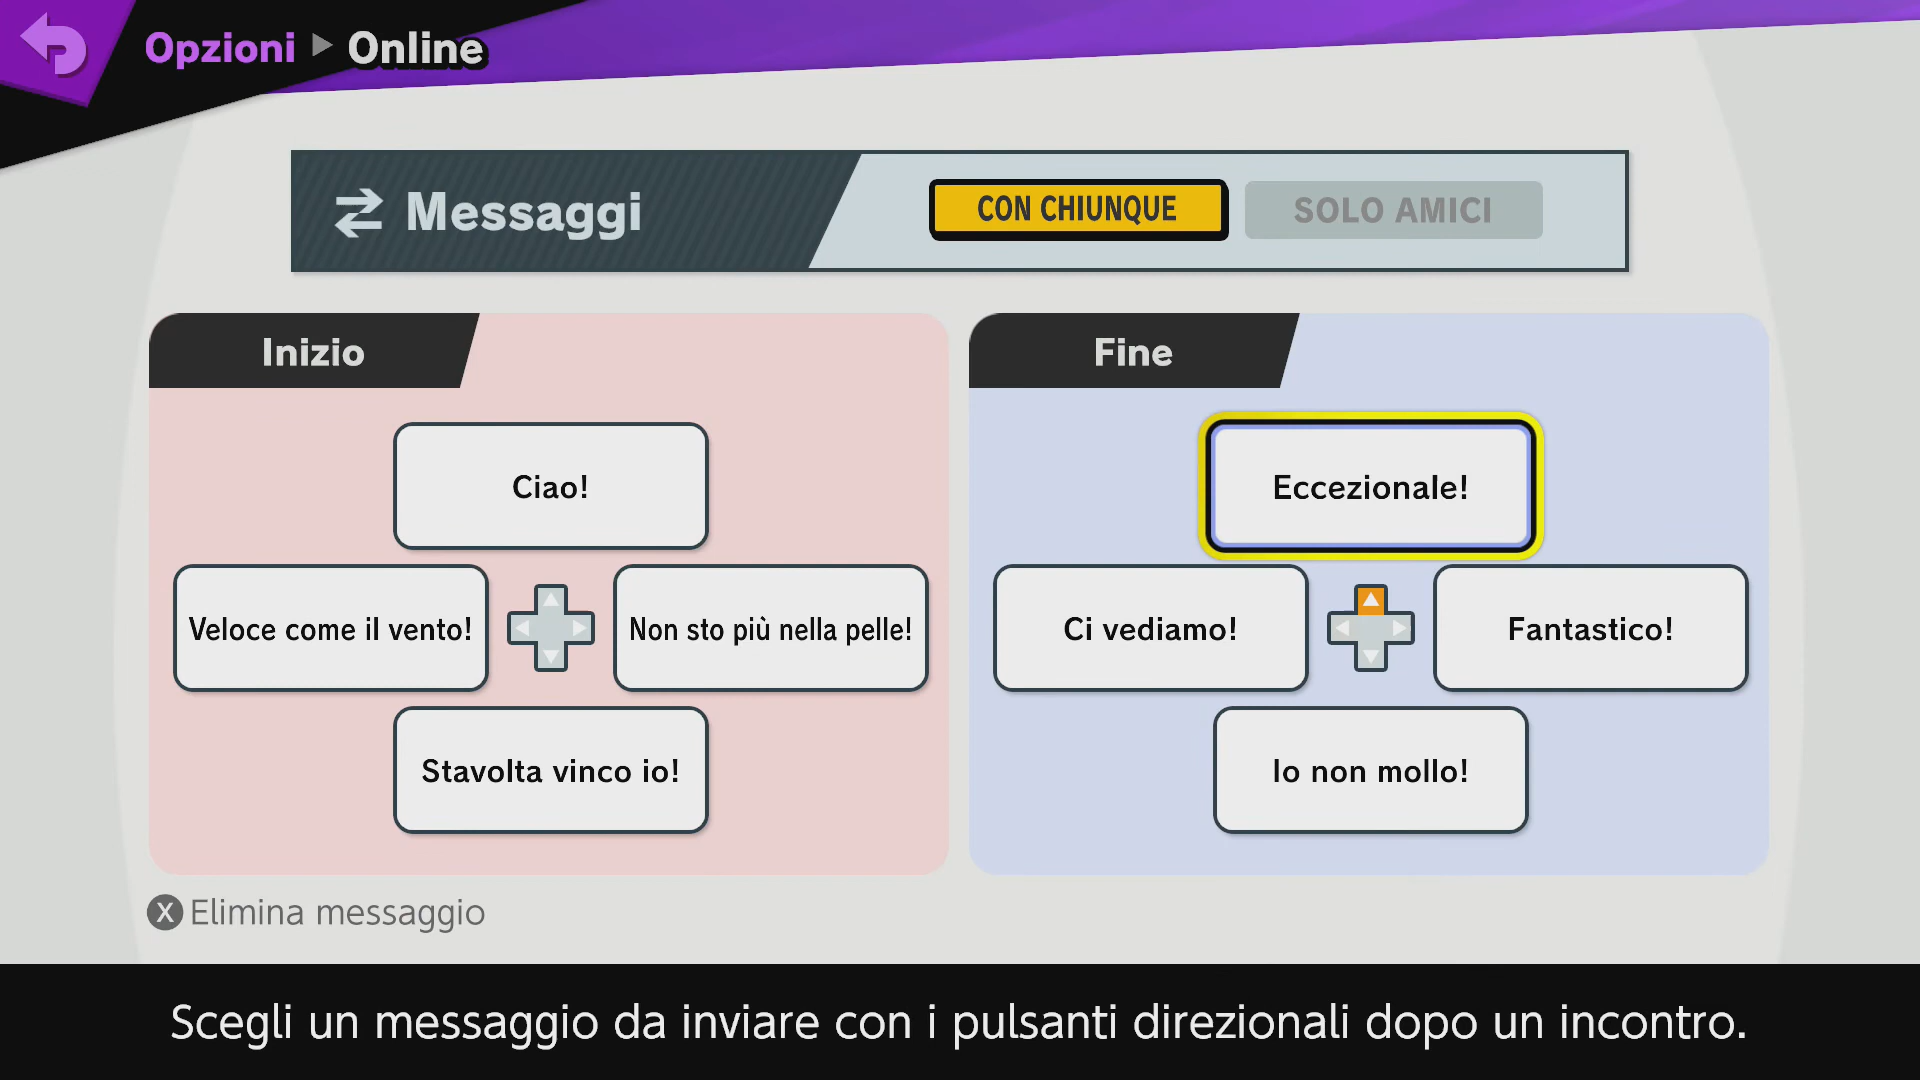 Opzioni ▶ Online
Messaggi
CON CHIUNQUE
SOLO AMICI
Inizio
Ciao!
Veloce come il vento!
Non sto più nella pelle!
Stavolta vinco io!
Fine
Eccezionale!
Ci vediamo!
Fantastico!
Io non mollo!
X Elimina messaggio
Scegli un messaggio da inviare con i pulsanti direzionali dopo un incontro.